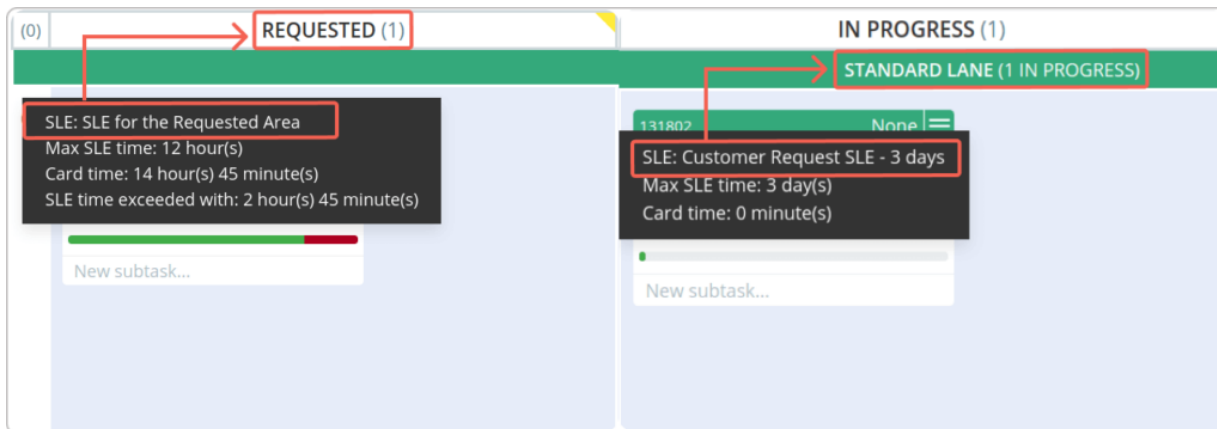 (0)
REQUESTED (1)
IN PROGRESS (1)
STANDARD LANE (1 IN PROGRESS)
SLE: SLE for the Requested Area
Max SLE time: 12 hour(s)
Card time: 14 hour(s) 45 minute(s)
SLE time exceeded with: 2 hour(s) 45 minute(s)
New subtask...
131802
None
SLE: Customer Request SLE - 3 days
Max SLE time: 3 day(s)
Card time: 0 minute(s)
New subtask...